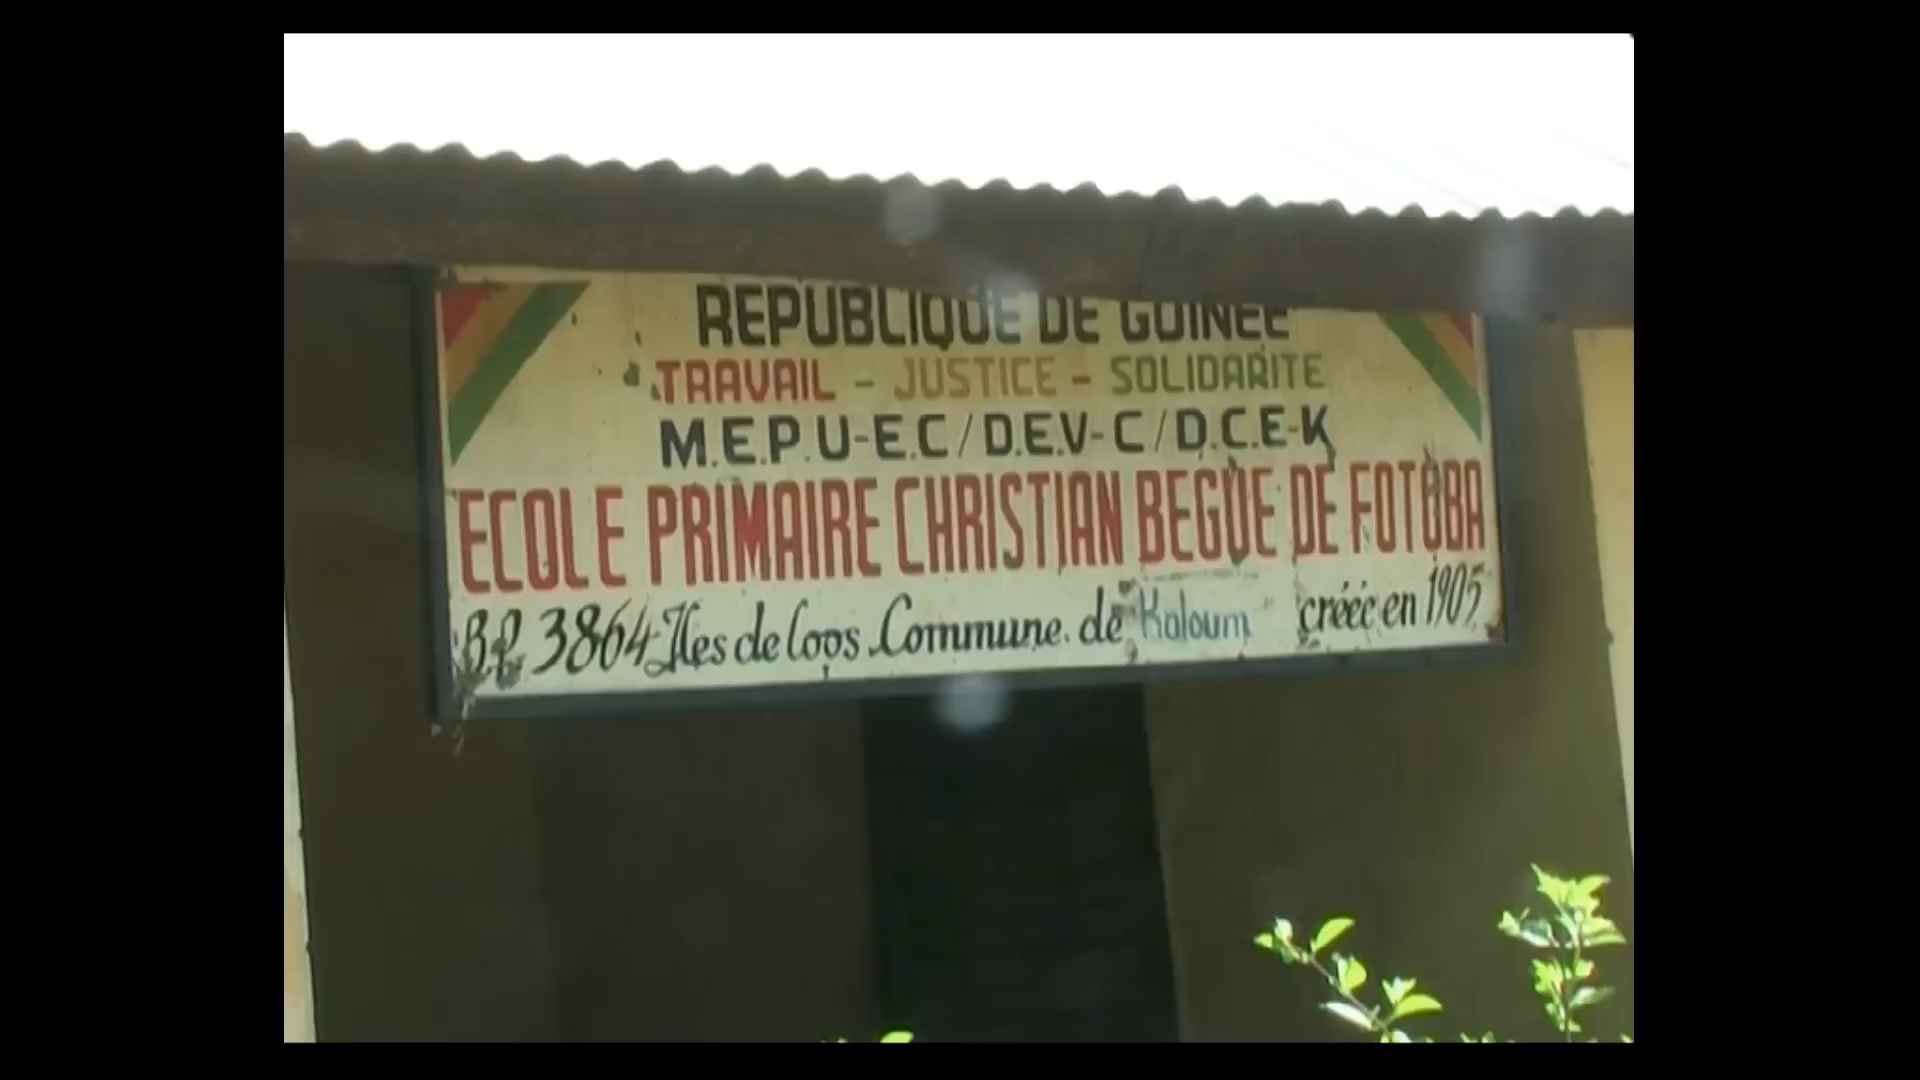 REPUBLIQUE DE GUINEE
TRAVAIL - JUSTICE - SOLIDARITE
M.E.P.U-E.C/D.E.V-C/D.C.E-K
ECOLE PRIMAIRE CHRISTIAN BEGUE DE FOTOBA
B.P. 3864 Iles de Loos Commune de Kaloum créée en 1905